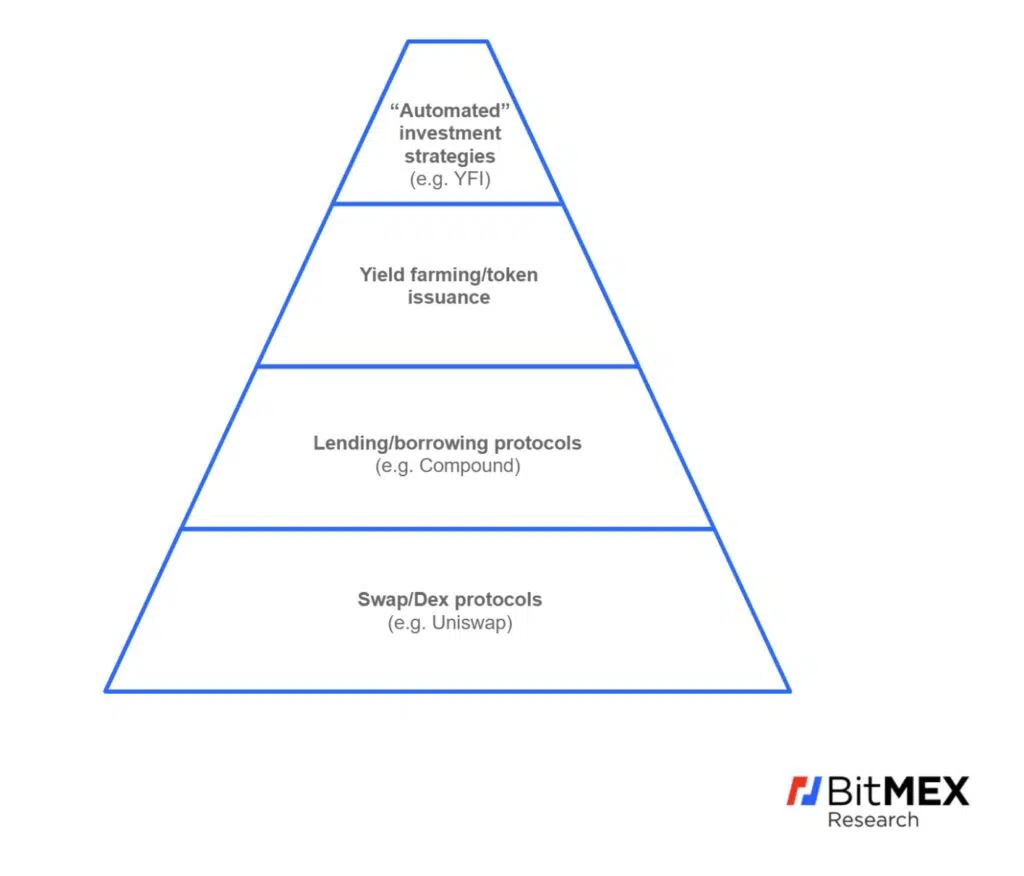 “Automated”
investment
strategies
(e.g. YFI)
Yield farming/token
issuance
Lending/borrowing protocols
(e.g. Compound)
Swap/Dex protocols
(e.g. Uniswap)
BitMEX
Research